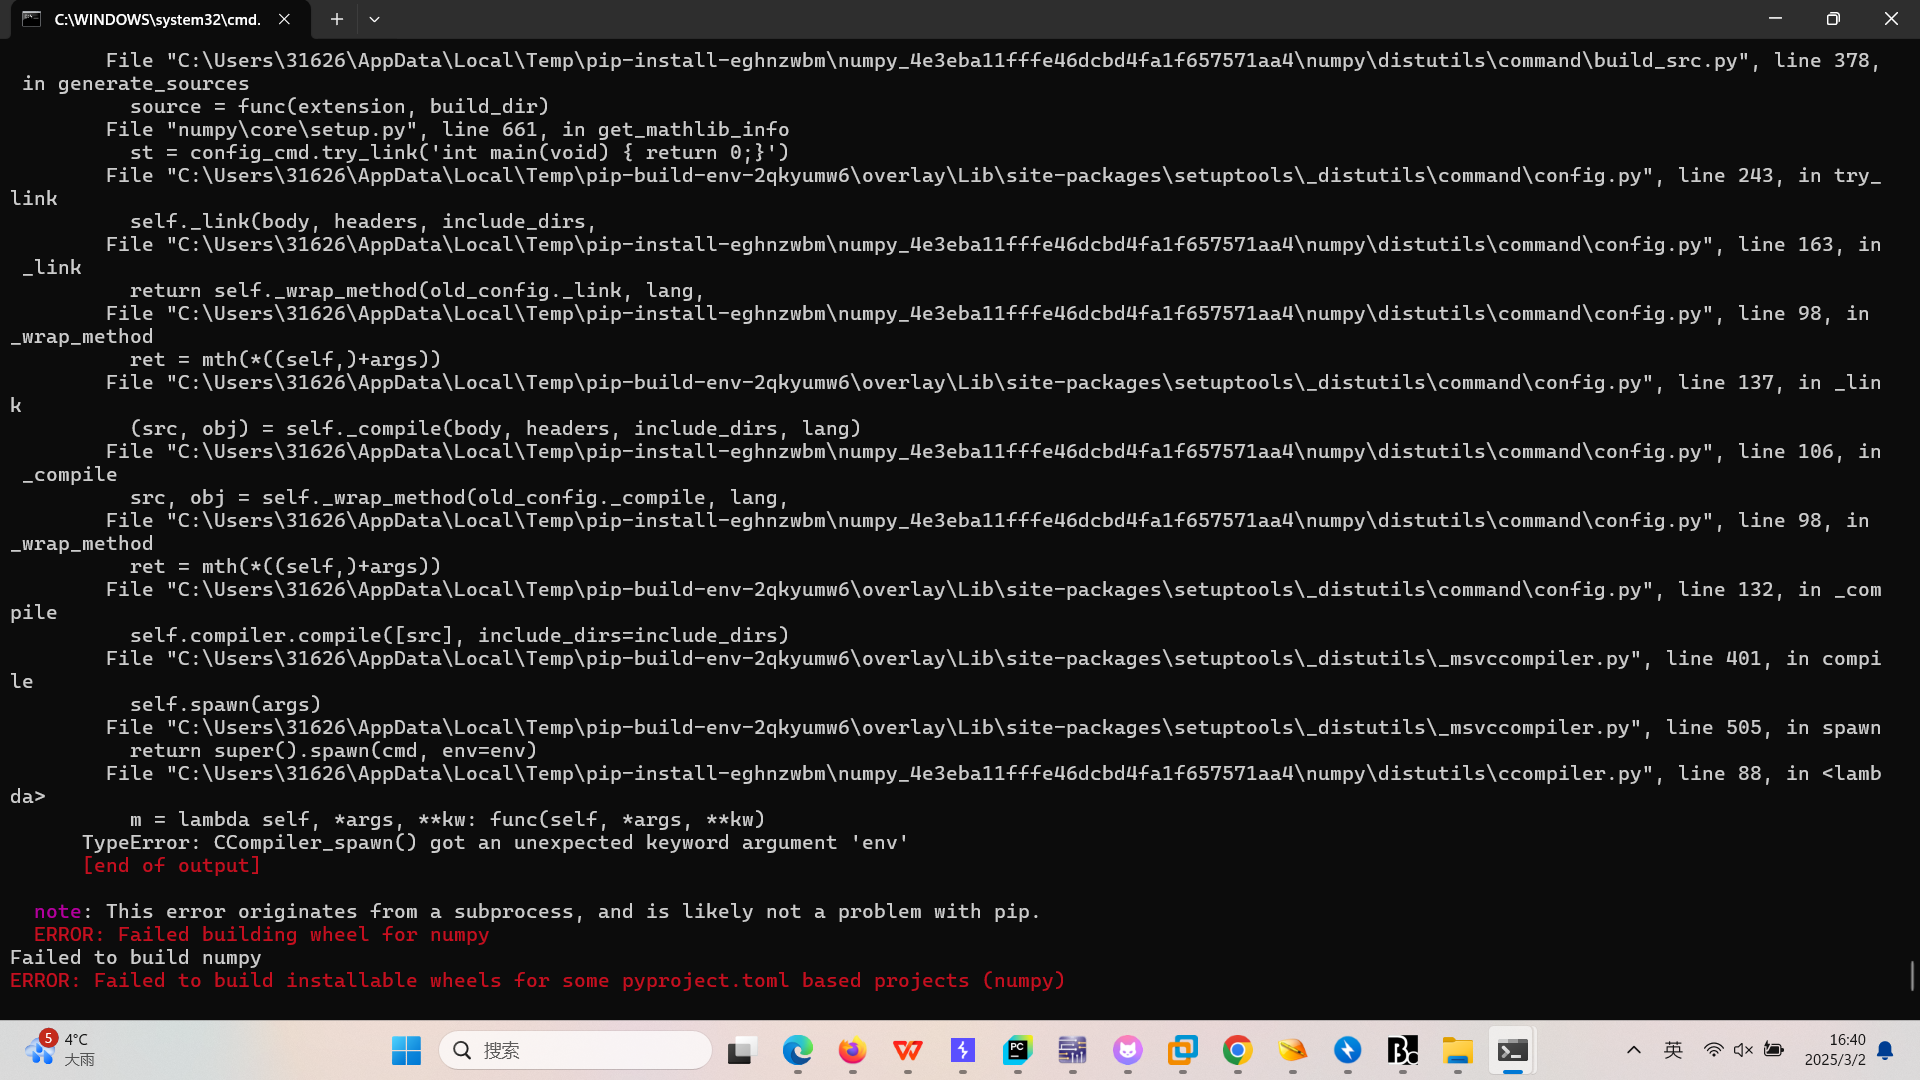 C:\WINDOWS\system32\cmd.
File "C:\Users\31626\AppData\Local\Temp\pip-install-eghnzwbm\numpy_4e3eba11fffe46dcbd4fa1f657571aa4\numpy\distutils\command\build_src.py", line 378,
in generate_sources
source = func(extension, build_dir)
File "numpy\core\setup.py", line 661, in get_mathlib_info
st = config_cmd.try_link('int main(void) { return 0;}')
File "C:\Users\31626\AppData\Local\Temp\pip-build-env-2qkyumw6\overlay\Lib\site-packages\setuptools\_distutils\command\config.py", line 243, in try_
link
self._link(body, headers, include_dirs,
File "C:\Users\31626\AppData\Local\Temp\pip-install-eghnzwbm\numpy_4e3eba11fffe46dcbd4fa1f657571aa4\numpy\distutils\command\config.py", line 163, in
_link
return self._wrap_method(old_config._link, lang,
File "C:\Users\31626\AppData\Local\Temp\pip-install-eghnzwbm\numpy_4e3eba11fffe46dcbd4fa1f657571aa4\numpy\distutils\command\config.py", line 98, in
_wrap_method
ret = mth(*((self,)+args))
File "C:\Users\31626\AppData\Local\Temp\pip-build-env-2qkyumw6\overlay\Lib\site-packages\setuptools\_distutils\command\config.py", line 137, in _lin
k
(src, obj) = self._compile(body, headers, include_dirs, lang)
File "C:\Users\31626\AppData\Local\Temp\pip-install-eghnzwbm\numpy_4e3eba11fffe46dcbd4fa1f657571aa4\numpy\distutils\command\config.py", line 106, in
_compile
src, obj = self._wrap_method(old_config._compile, lang,
File "C:\Users\31626\AppData\Local\Temp\pip-install-eghnzwbm\numpy_4e3eba11fffe46dcbd4fa1f657571aa4\numpy\distutils\command\config.py", line 98, in
_wrap_method
ret = mth(*((self,)+args))
File "C:\Users\31626\AppData\Local\Temp\pip-build-env-2qkyumw6\overlay\Lib\site-packages\setuptools\_distutils\command\config.py", line 132, in _com
pile
self.compiler.compile([src], include_dirs=include_dirs)
File "C:\Users\31626\AppData\Local\Temp\pip-build-env-2qkyumw6\overlay\Lib\site-packages\setuptools\_distutils\_msvccompiler.py", line 401, in compi
le
self.spawn(args)
File "C:\Users\31626\AppData\Local\Temp\pip-build-env-2qkyumw6\overlay\Lib\site-packages\setuptools\_distutils\_msvccompiler.py", line 505, in spawn
return super().spawn(cmd, env=env)
File "C:\Users\31626\AppData\Local\Temp\pip-install-eghnzwbm\numpy_4e3eba11fffe46dcbd4fa1f657571aa4\numpy\distutils\ccompiler.py", line 88, in <lamb
da>
m = lambda self, *args, **kw: func(self, *args, **kw)
TypeError: CCompiler_spawn() got an unexpected keyword argument 'env'
[end of output]
note: This error originates from a subprocess, and is likely not a problem with pip.
ERROR: Failed building wheel for numpy
Failed to build numpy
ERROR: Failed to build installable wheels for some pyproject.toml based projects (numpy)
5
4°C
大雨
搜索
PC
英
16:40
2025/3/2